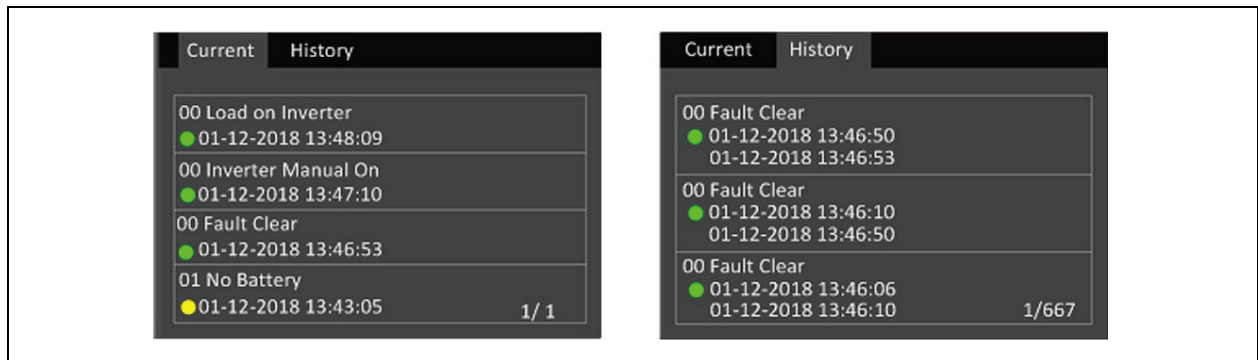 Current History
00 Load on Inverter
01-12-2018 13:48:09
00 Inverter Manual On
01-12-2018 13:47:10
00 Fault Clear
01-12-2018 13:46:53
01 No Battery
01-12-2018 13:43:05 1/ 1
Current History
00 Fault Clear
01-12-2018 13:46:50
01-12-2018 13:46:53
00 Fault Clear
01-12-2018 13:46:10
01-12-2018 13:46:50
00 Fault Clear
01-12-2018 13:46:06
01-12-2018 13:46:10 1/667